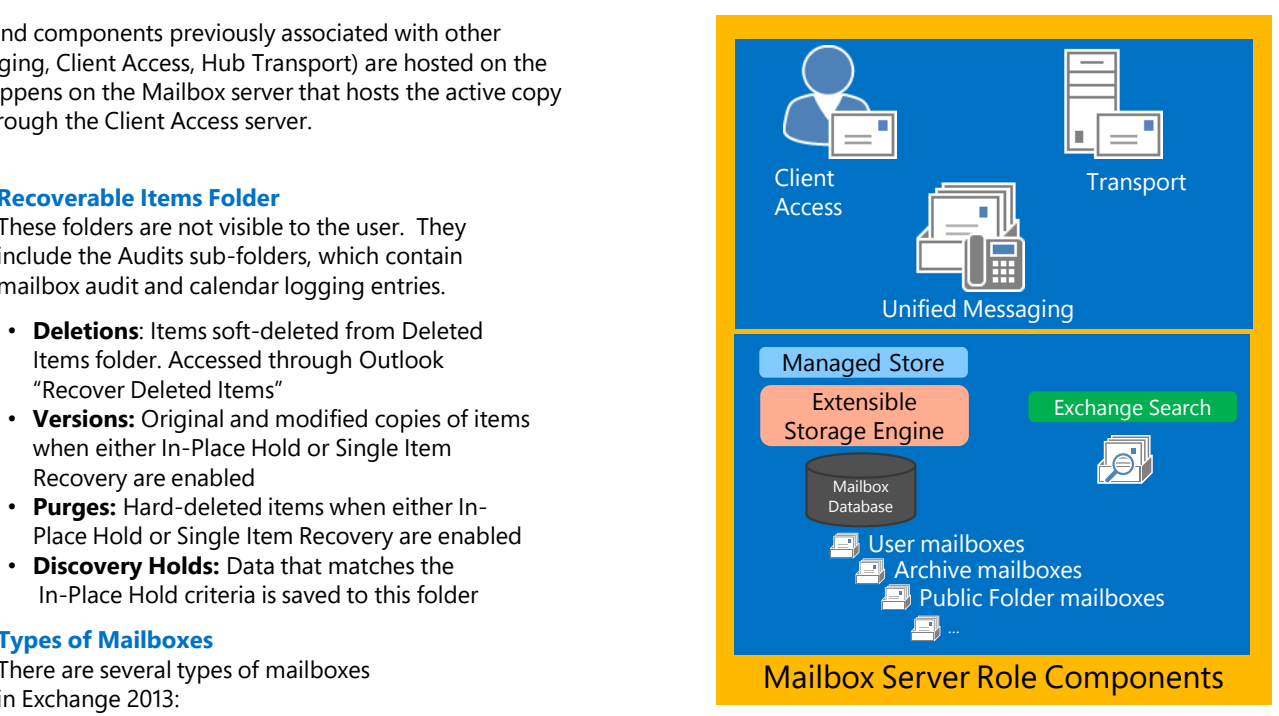 nd components previously associated with other
ging, Client Access, Hub Transport) are hosted on the
ppens on the Mailbox server that hosts the active copy
rough the Client Access server.
Recoverable Items Folder
These folders are not visible to the user. They
include the Audits sub-folders, which contain
mailbox audit and calendar logging entries.
• Deletions: Items soft-deleted from Deleted
Items folder. Accessed through Outlook
“Recover Deleted Items”
• Versions: Original and modified copies of items
when either In-Place Hold or Single Item
Recovery are enabled
• Purges: Hard-deleted items when either In-
Place Hold or Single Item Recovery are enabled
• Discovery Holds: Data that matches the
In-Place Hold criteria is saved to this folder
Types of Mailboxes
There are several types of mailboxes
in Exchange 2013:
Client
Access
Transport
Unified Messaging
Managed Store
Extensible
Storage Engine
Exchange Search
Mailbox
Database
User mailboxes
Archive mailboxes
Public Folder mailboxes
...
Mailbox Server Role Components